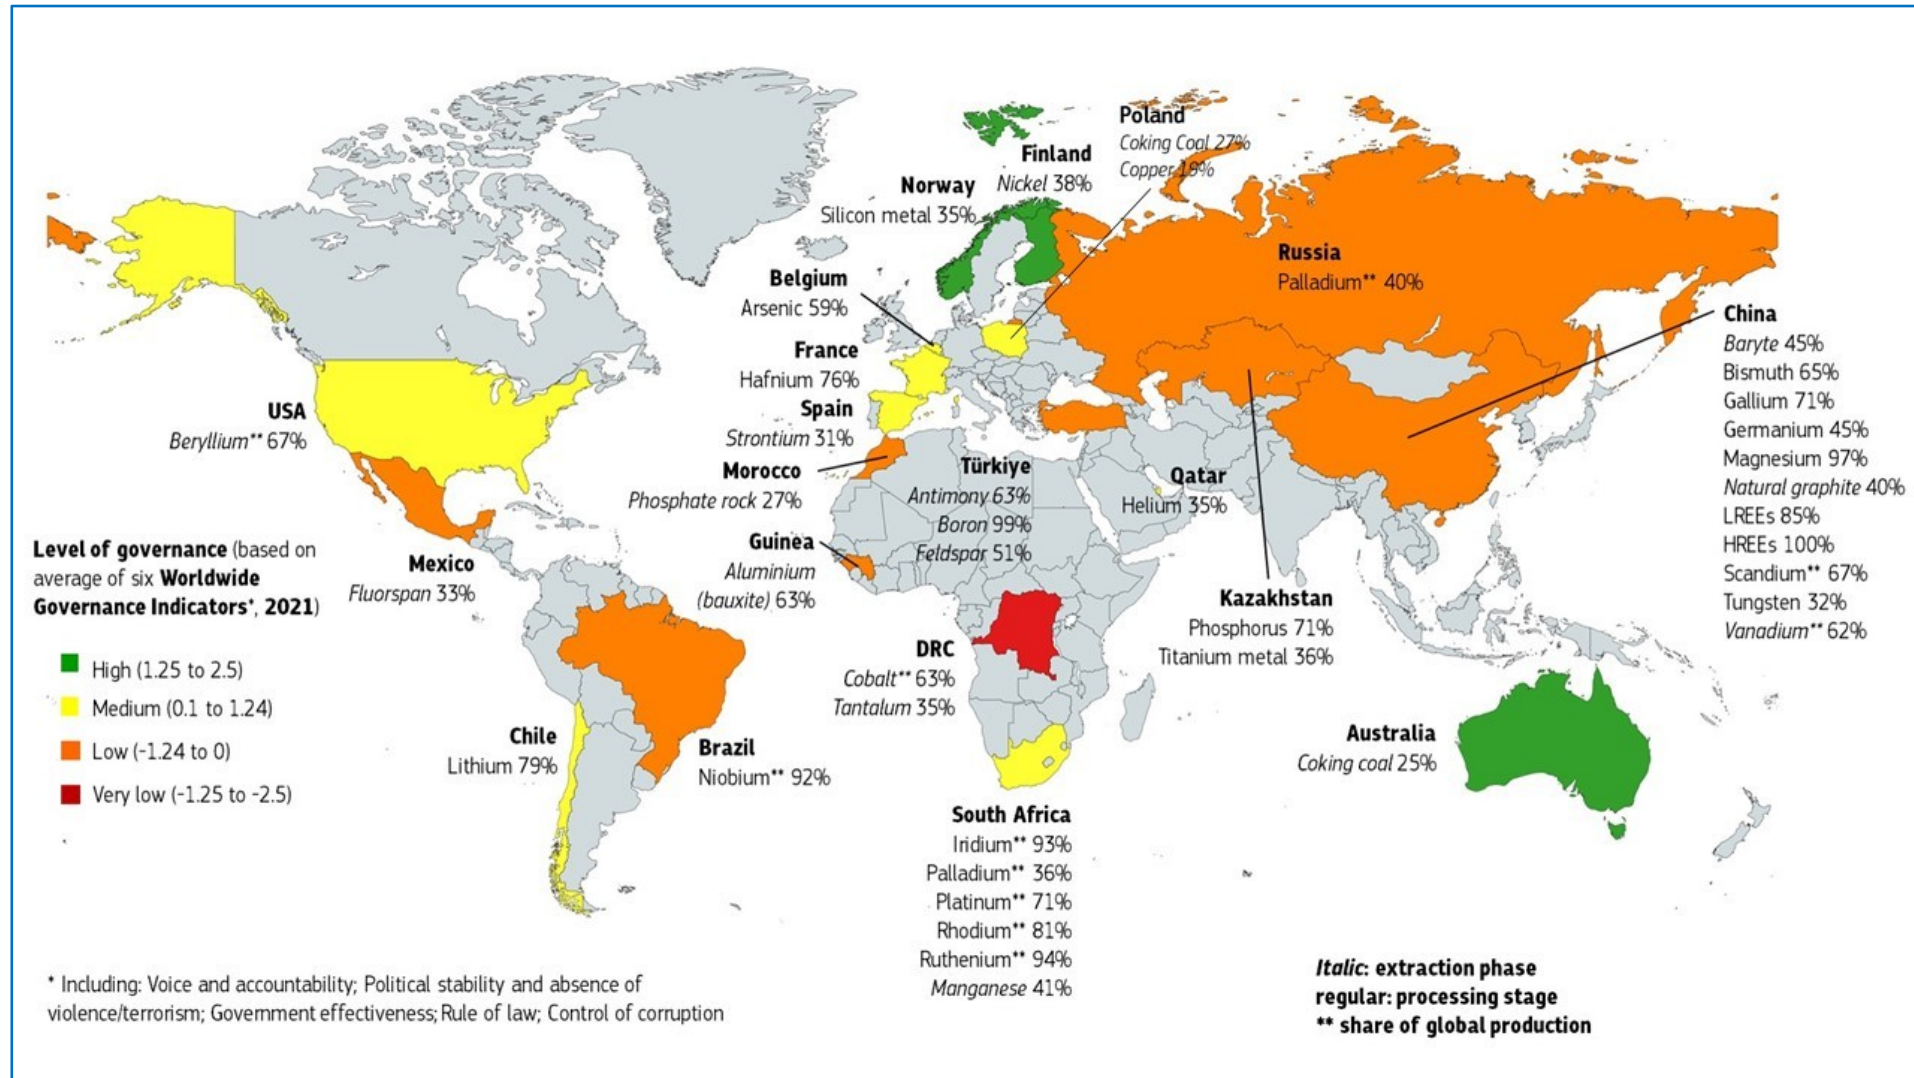 Poland
Coking Coal 27%
Copper 19%
Finland
Nickel 38%
Norway
Silicon metal 35%
Belgium
Arsenic 59%
France
Hafnium 76%
Spain
Strontium 31%
Morocco
Phosphate rock 27%
Türkiye
Antimony 63%
Boron 99%
Feldspar 51%
Guinea
Aluminium
(bauxite) 63%
DRC
Cobalt** 63%
Tantalum 35%
South Africa
Iridium** 93%
Palladium** 36%
Platinum** 71%
Rhodium** 81%
Ruthenium** 94%
Manganese 41%
Russia
Palladium** 40%
China
Baryte 45%
Bismuth 65%
Gallium 71%
Germanium 45%
Magnesium 97%
Natural graphite 40%
LREEs 85%
HREEs 100%
Scandium** 67%
Tungsten 32%
Vanadium** 62%
Qatar
Helium 35%
Kazakhstan
Phosphorus 71%
Titanium metal 36%
Australia
Coking coal 25%
USA
Beryllium** 67%
Mexico
Fluorspan 33%
Chile
Lithium 79%
Brazil
Niobium** 92%
Level of governance (based on
average of six Worldwide
Governance Indicators*, 2021)
High (1.25 to 2.5)
Medium (0.1 to 1.24)
Low (-1.24 to 0)
Very low (-1.25 to -2.5)
* Including: Voice and accountability; Political stability and absence of
violence/terrorism; Government effectiveness; Rule of law; Control of corruption
Italic: extraction phase
regular: processing stage
** share of global production